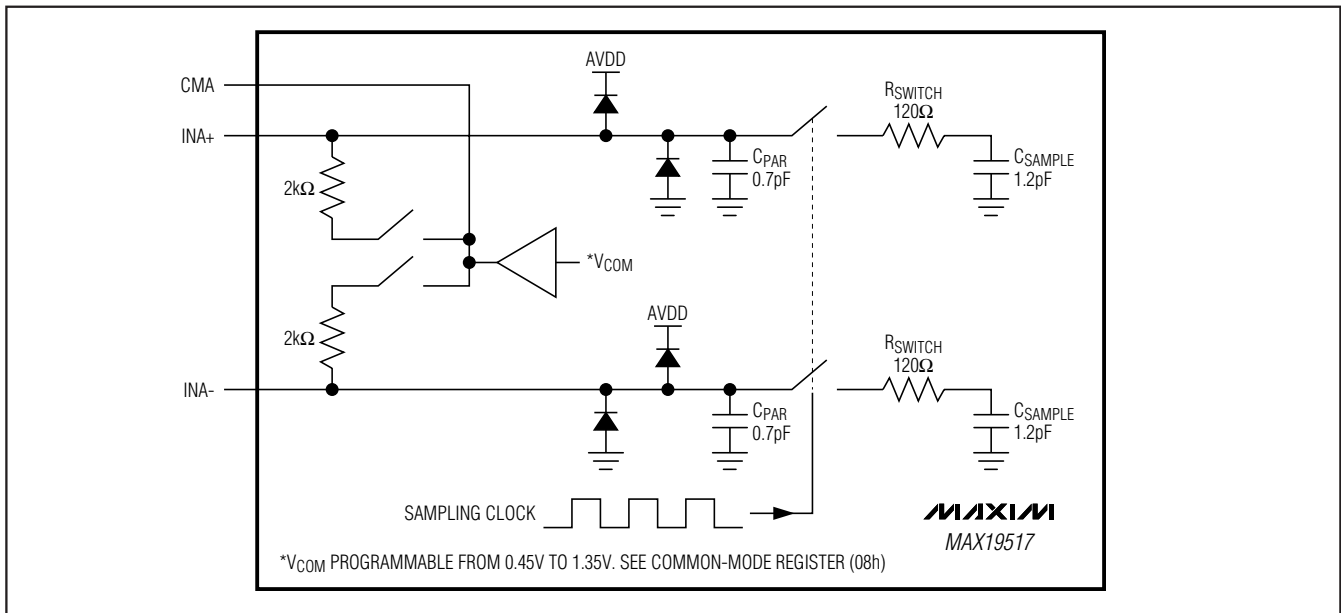 AVDD
CMA
RSWITCH
120Ω
INA+
CPAR
0.7pF
CSAMPLE
1.2pF
2kΩ
*VCOM
AVDD
2kΩ
RSWITCH
120Ω
INA-
CPAR
0.7pF
CSAMPLE
1.2pF
SAMPLING CLOCK
MAXIM
MAX19517
*VCOM PROGRAMMABLE FROM 0.45V TO 1.35V. SEE COMMON-MODE REGISTER (08h)